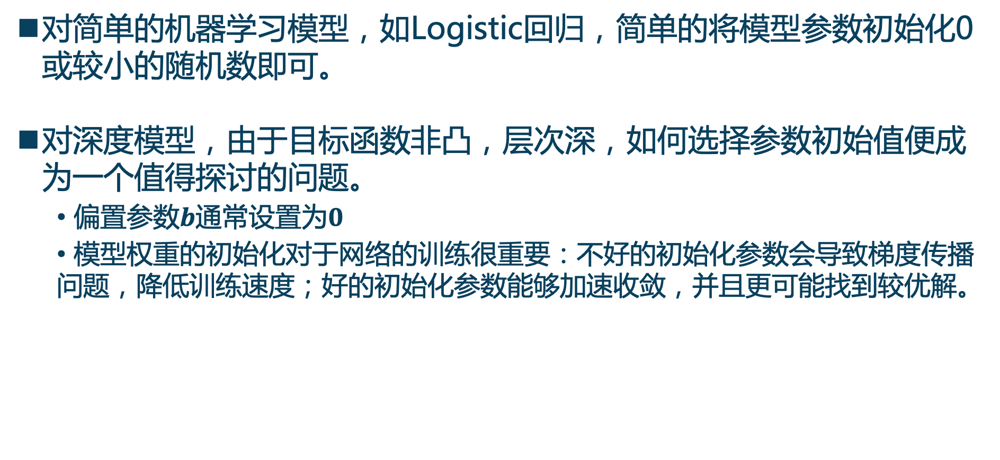 ■对简单的机器学习模型，如Logistic回归，简单的将模型参数初始化0
或较小的随机数即可。
■对深度模型，由于目标函数非凸，层次深，如何选择参数初始值便成
为一个值得探讨的问题。
• 偏置参数b通常设置为0
• 模型权重的初始化对于网络的训练很重要：不好的初始化参数会导致梯度传播
问题，降低训练速度；好的初始化参数能够加速收敛，并且更可能找到较优解。